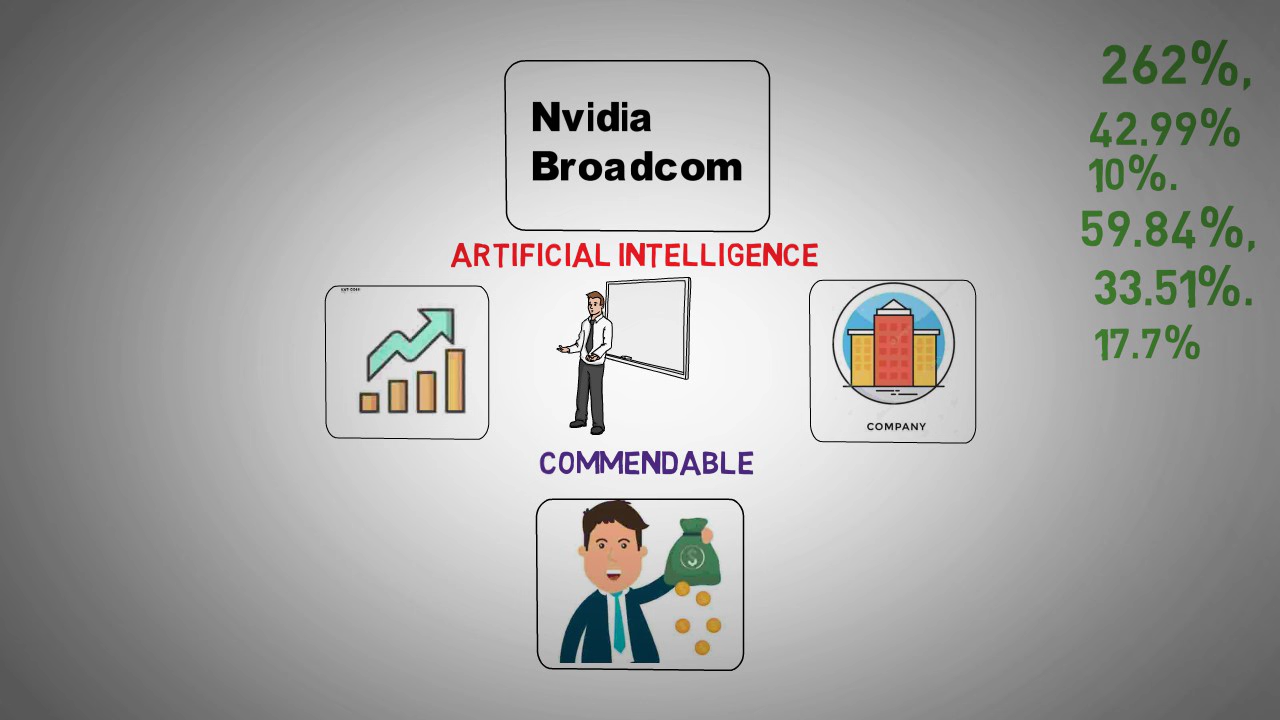 Nvidia
Broadcom
ARTIFICIAL INTELLIGENCE
COMPANY
COMMENDABLE
262%,
42.99%
10%.
59.84%,
33.51%.
17.7%